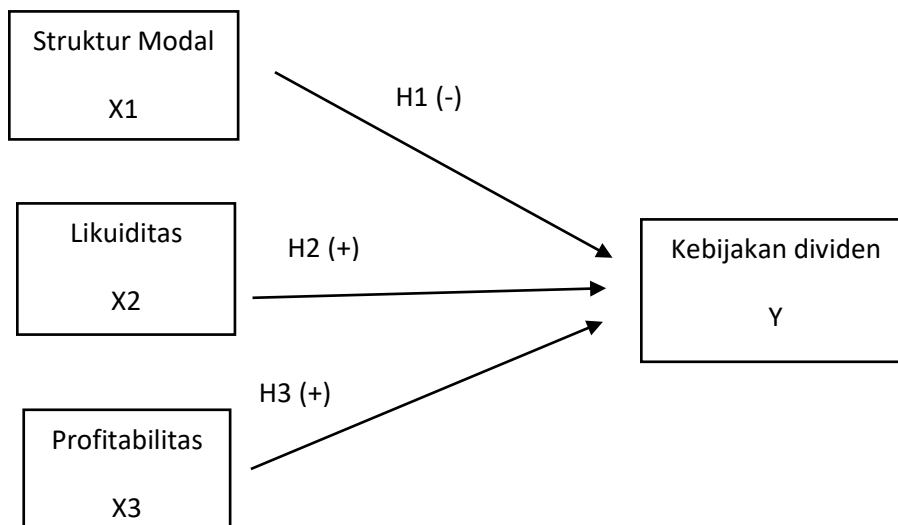 Struktur Modal
X1
H1 (-)
Likuiditas
X2
H2 (+)
Kebijakan dividen
Y
H3 (+)
Profitabilitas
X3